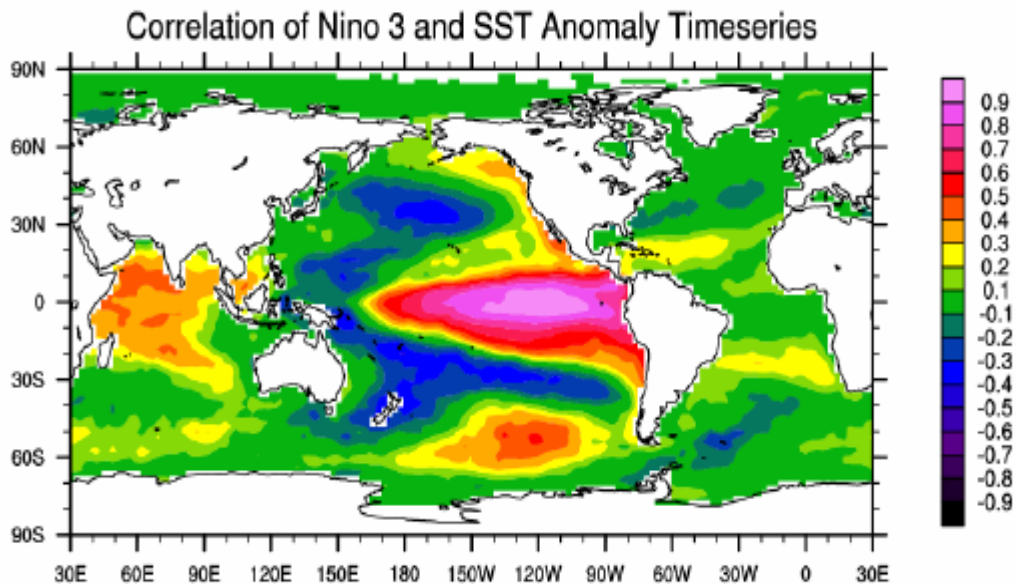 Correlation of Nino 3 and SST Anomaly Timeseries
90N
60N
30N
0
30S
60S
90S
30E 60E 90E 120E 150E 180 150W 120W 90W 60W 30W 0 30E
0.9
0.8
0.7
0.6
0.5
0.4
0.3
0.2
0.1
-0.1
-0.2
-0.3
-0.4
-0.5
-0.6
-0.7
-0.8
-0.9